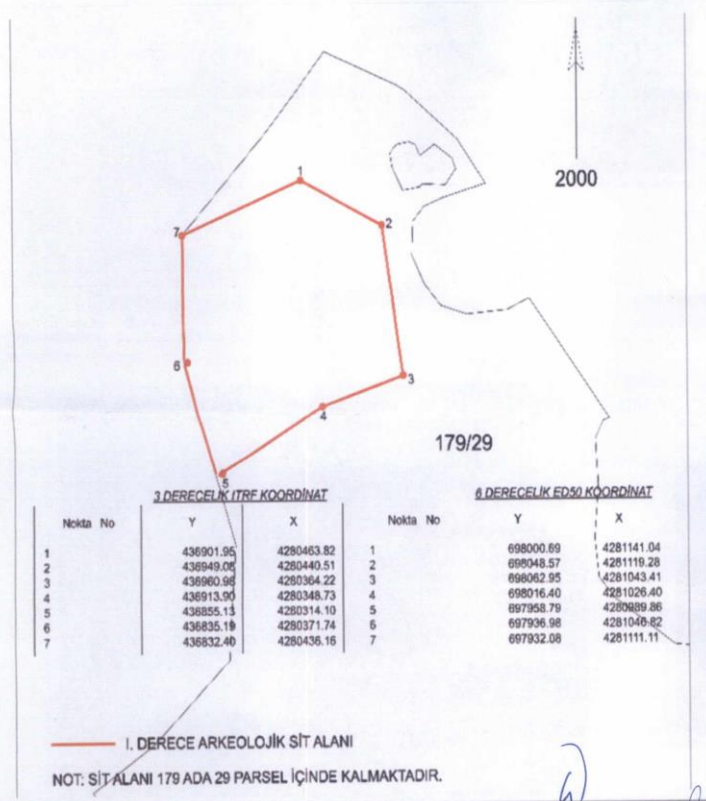 2000
1
2
7
6
3
4
179/29
5
3 DERECELİK ITRF KOORDİNAT
Nokta No Y X
1 436901.95 4280463.82
2 436949.08 4280440.51
3 436960.98 4280364.22
4 436913.90 4280348.73
5 436855.13 4280314.10
6 436835.19 4280371.74
7 436832.40 4280436.16
6 DERECELİK ED50 KOORDİNAT
Nokta No Y X
1 698000.69 4281141.04
2 698048.57 4281119.28
3 698062.95 4281043.41
4 698016.40 4281026.40
5 697958.79 4280989.86
6 697936.98 4281046.82
7 697932.08 4281111.11
I. DERECE ARKEOLOJİK SİT ALANI
NOT: SİT ALANI 179 ADA 29 PARSEL İÇİNDE KALMAKTADIR.